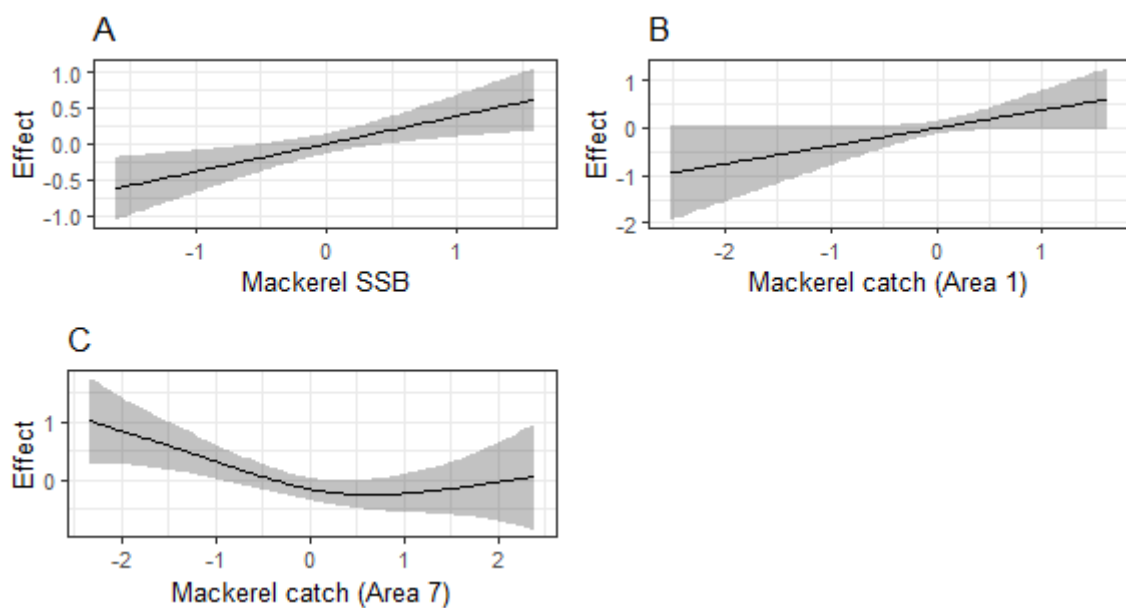 A
1.0
0.5
0.0
-0.5
-1.0
Effect
-1 0 1
Mackerel SSB
B
1
0
-1
-2
Effect
-2 -1 0 1
Mackerel catch (Area 1)
C
1
0
Effect
-2 -1 0 1 2
Mackerel catch (Area 7)